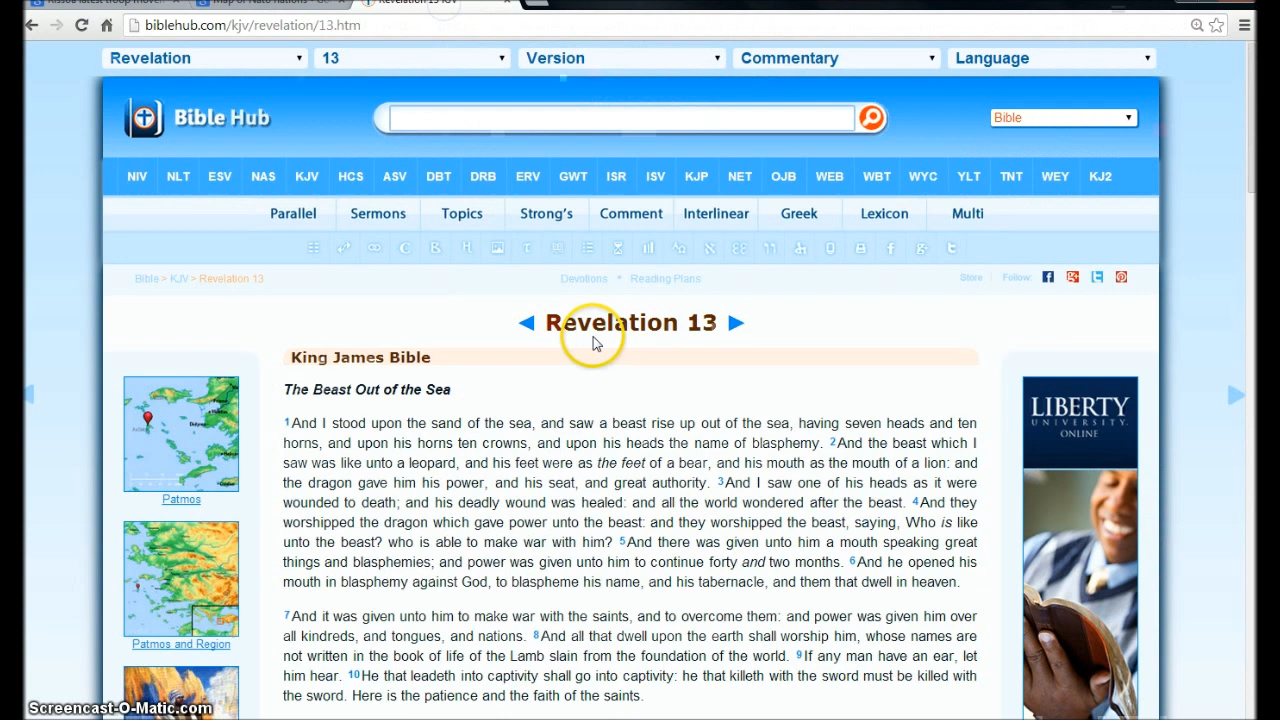 Revelation 13 KJV
biblehub.com/kjv/revelation/13.htm
Revelation 13 Version Commentary Language
Bible Hub Bible
NIV NLT ESV NAS KJV HCS ASV DBT DRB ERV GWT ISR ISV KJP NET OJB WEB WBT WYC YLT TNT WEY KJ2
Parallel Sermons Topics Strong's Comment Interlinear Greek Lexicon Multi
Bible > KJV > Revelation 13 Devotions Reading Plans Store Follow:
Revelation 13
King James Bible
The Beast Out of the Sea
1And I stood upon the sand of the sea, and saw a beast rise up out of the sea, having seven heads and ten
horns, and upon his horns ten crowns, and upon his heads the name of blasphemy. 2And the beast which I
saw was like unto a leopard, and his feet were as the feet of a bear, and his mouth as the mouth of a lion: and
the dragon gave him his power, and his seat, and great authority. 3And I saw one of his heads as it were
wounded to death; and his deadly wound was healed: and all the world wondered after the beast. 4And they
worshipped the dragon which gave power unto the beast: and they worshipped the beast, saying, Who is like
unto the beast? who is able to make war with him? 5And there was given unto him a mouth speaking great
things and blasphemies; and power was given unto him to continue forty and two months. 6And he opened his
mouth in blasphemy against God, to blaspheme his name, and his tabernacle, and them that dwell in heaven.
7And it was given unto him to make war with the saints, and to overcome them: and power was given him over
all kindreds, and tongues, and nations. 8And all that dwell upon the earth shall worship him, whose names are
not written in the book of life of the Lamb slain from the foundation of the world. 9If any man have an ear, let
him hear. 10He that leadeth into captivity shall go into captivity: he that killeth with the sword must be killed with
the sword. Here is the patience and the faith of the saints.
Patmos
Patmos and Region
LIBERTY
UNIVERSITY.
ONLINE
Screencast-O-Matic.com